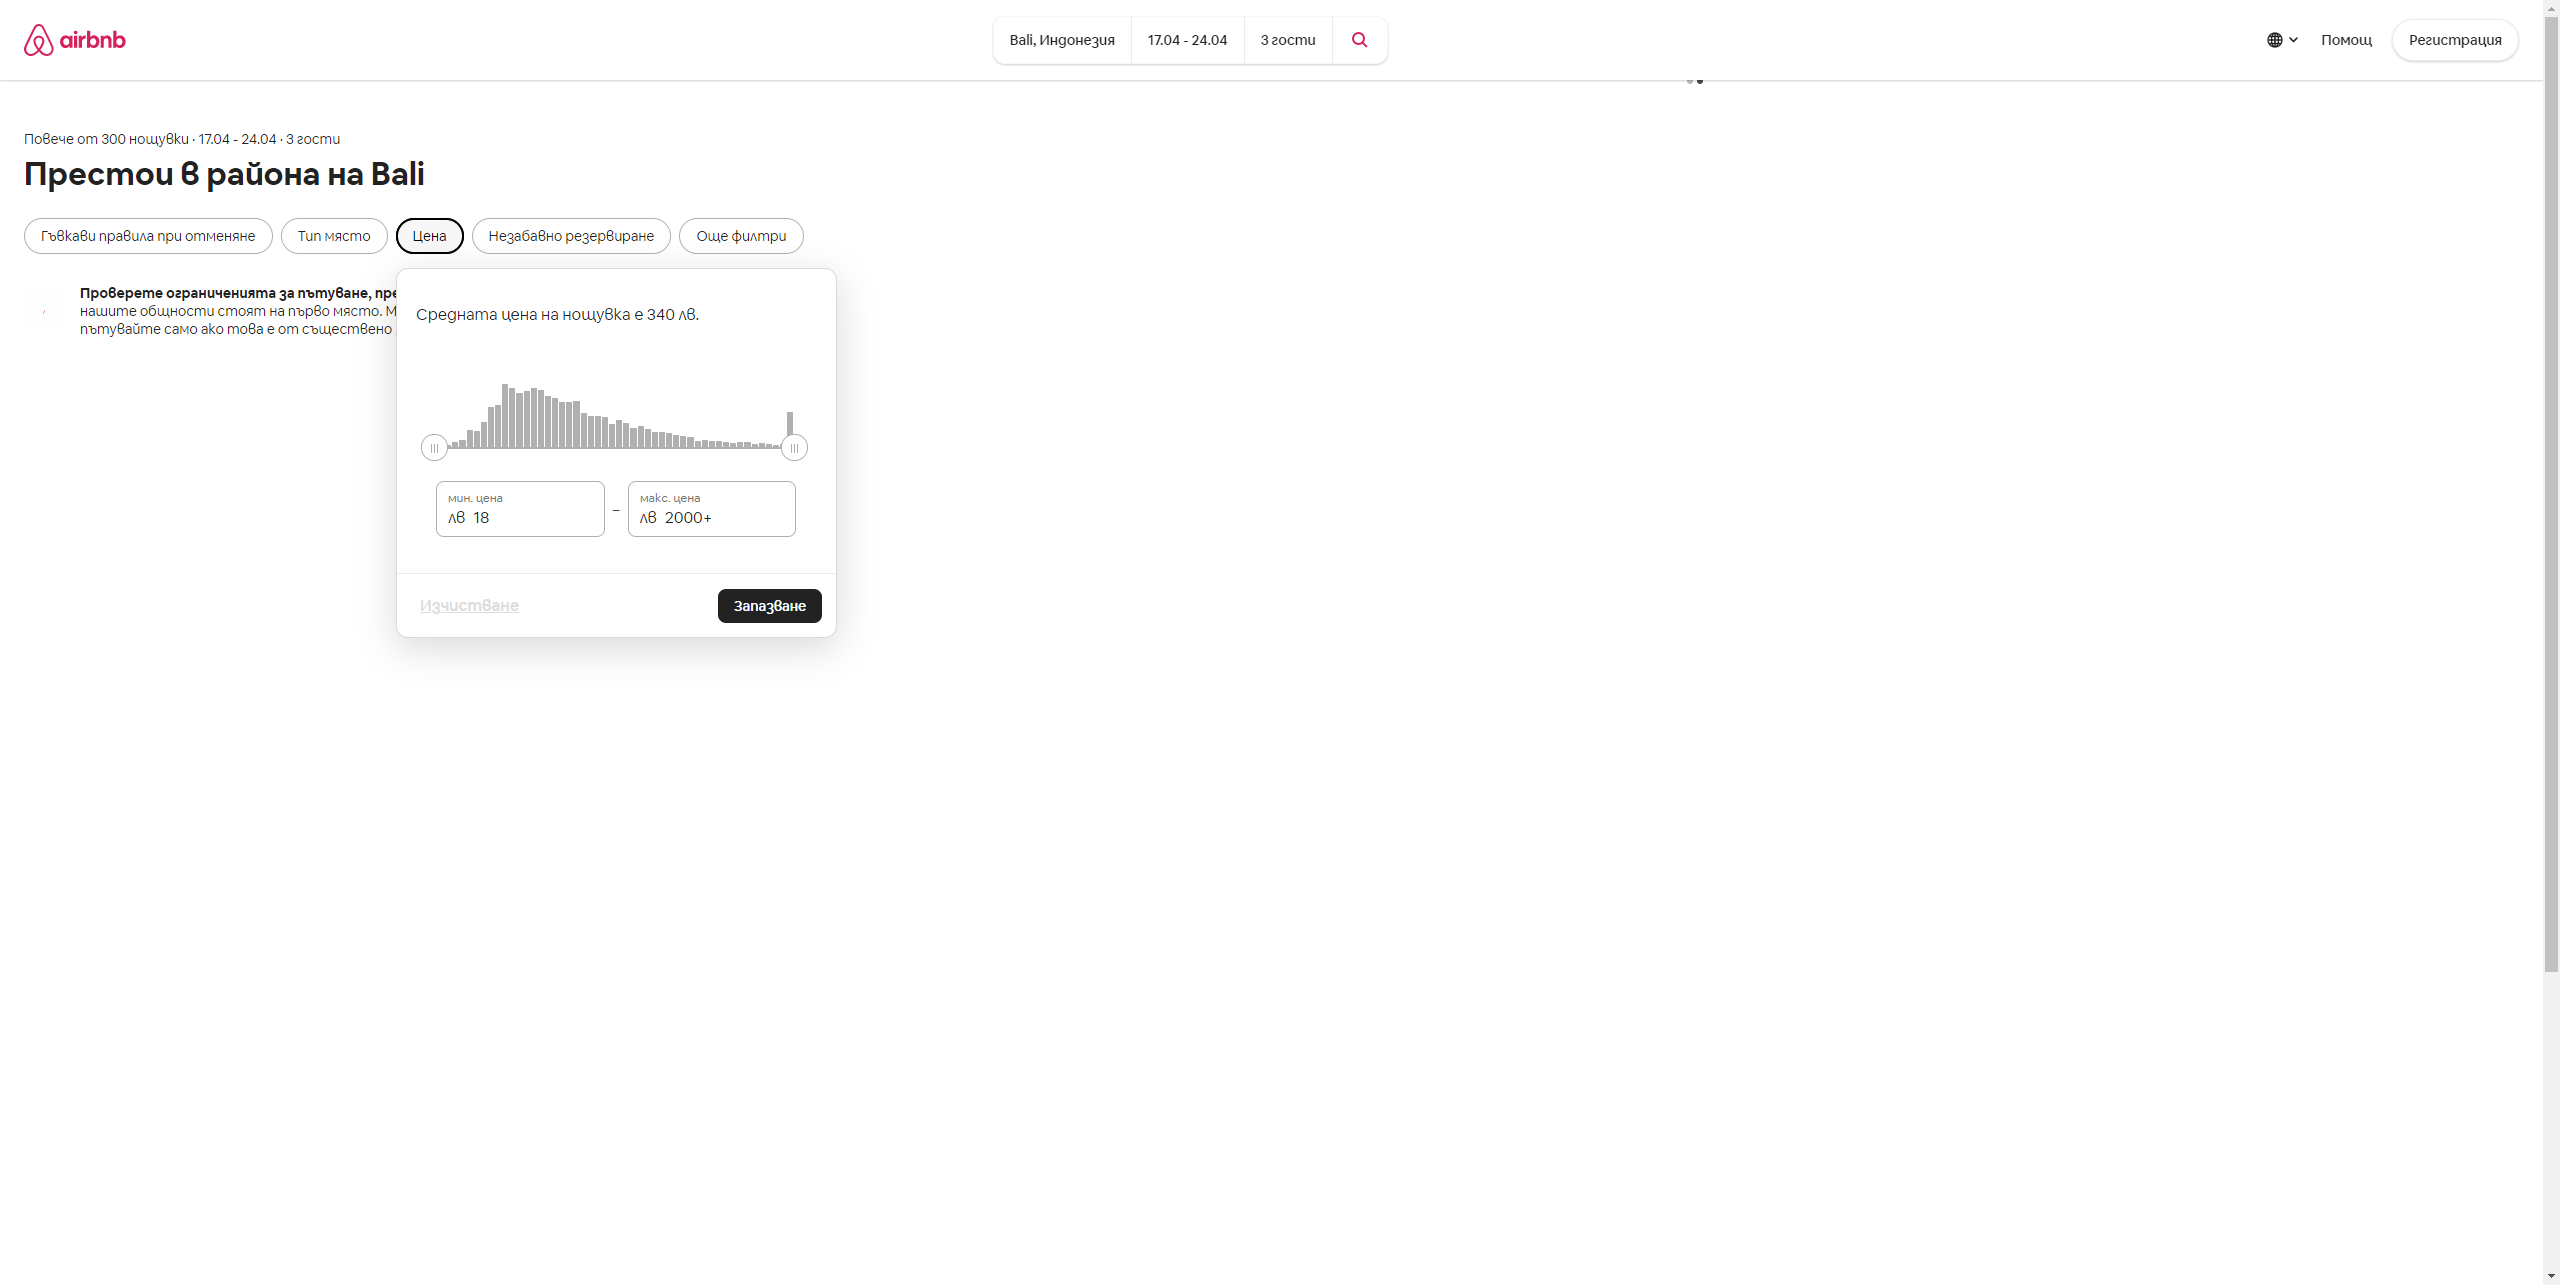 airbnb
Bali, Индонезия
17.04 - 24.04
3 гости
Помощ
Регистрация
Повече от 300 нощувки · 17.04 - 24.04 · 3 гости
Престои в района на Bali
Гъвкави правила при отменяне
Тип място
Цена
Незабавно резервиране
Още филтри
Проверете ограниченията за пътуване, пре
нашите общности стоят на първо място. М
пътувайте само ако това е от съществено
Средната цена на нощувка е 340 лв.
мин. цена
лв 18
–
макс. цена
лв 2000+
Изчистване
Запазване